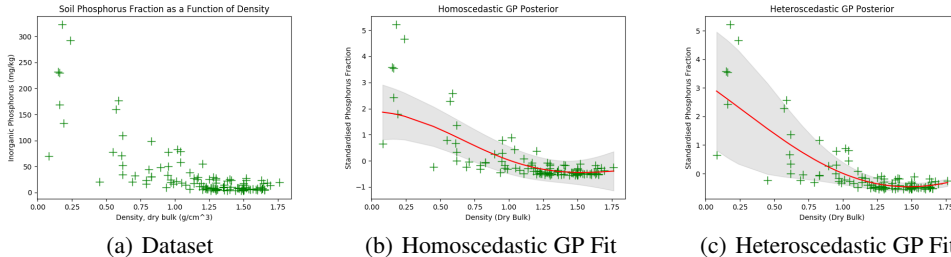 Soil Phosphorus Fraction as a Function of Density
Inorganic Phosphorus (mg/kg)
300
250
200
150
100
50
0
0.00 0.25 0.50 0.75 1.00 1.25 1.50 1.75
Density, dry bulk (g/cm^3)
(a) Dataset
Homoscedastic GP Posterior
Standardised Phosphorus Fraction
5
4
3
2
1
0
−1
0.00 0.25 0.50 0.75 1.00 1.25 1.50 1.75
Density (Dry Bulk)
(b) Homoscedastic GP Fit
Heteroscedastic GP Posterior
Standardised Phosphorus Fraction
5
4
3
2
1
0
0.00 0.25 0.50 0.75 1.00 1.25 1.50 1.75
Density (Dry Bulk)
(c) Heteroscedastic GP Fit